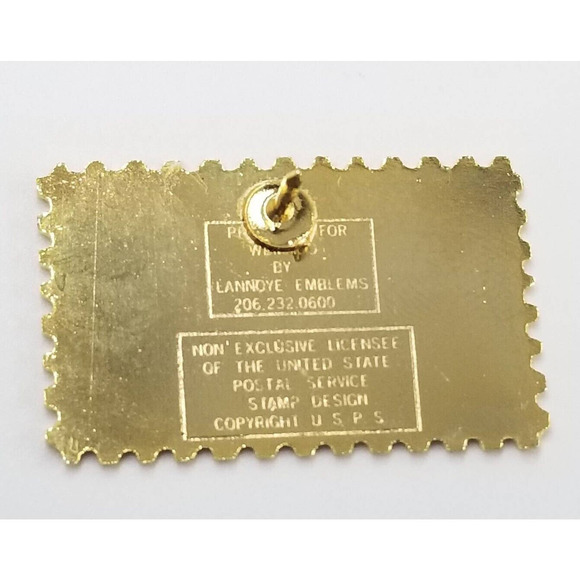 FOR
BY
LANNOYE EMBLEMS
206.232.0600
NON' EXCLUSIVE LICENSEE
OF THE UNITED STATE
POSTAL SERVICE
STAMP DESIGN
COPYRIGHT U S P S